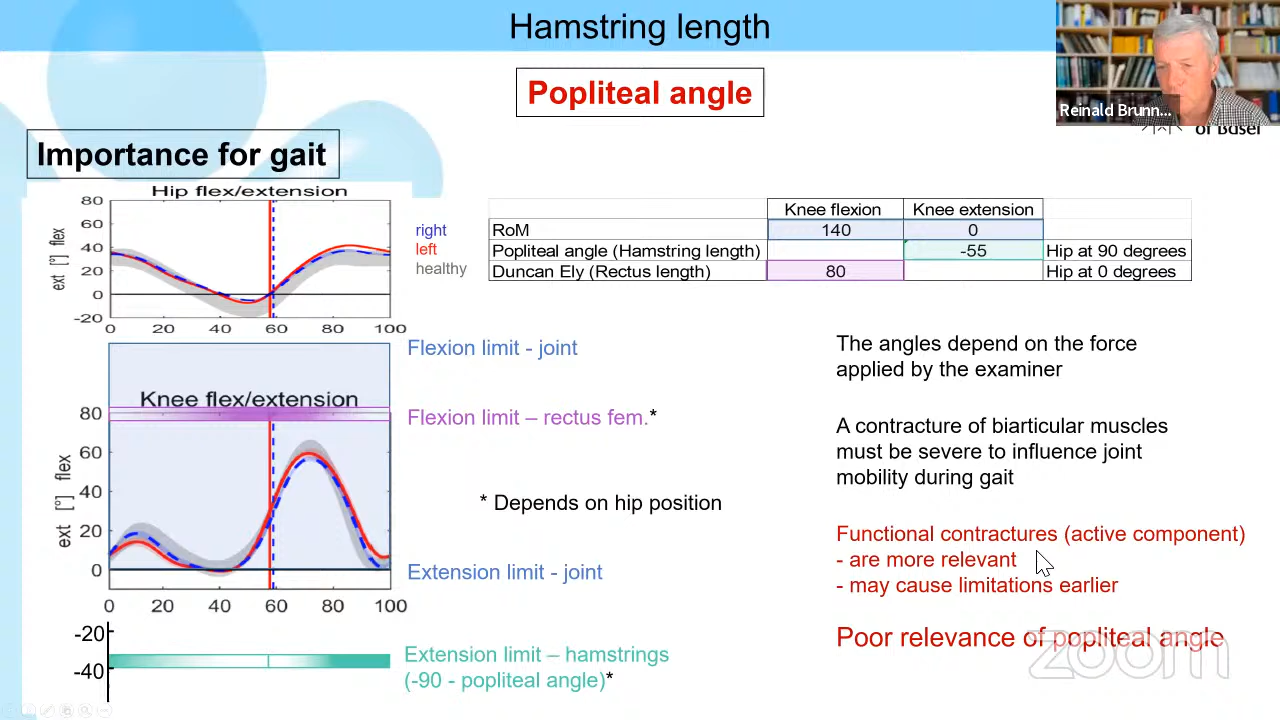 Hamstring length
Popliteal angle
Reinald Brunn...
of Basel
Importance for gait
Hip flex/extension
80
60
40
20
0
-20
ext [°] flex
0 20 40 60 80 100
right
left
healthy
Knee flexion Knee extension
RoM 140 0
Popliteal angle (Hamstring length) -55 Hip at 90 degrees
Duncan Ely (Rectus length) 80 Hip at 0 degrees
Flexion limit - joint
Knee flex/extension
80
60
40
20
0
ext [°] flex
0 20 40 60 80 100
Flexion limit – rectus fem.*
* Depends on hip position
Extension limit - joint
-20
-40
Extension limit – hamstrings
(-90 - popliteal angle)*
The angles depend on the force
applied by the examiner
A contracture of biarticular muscles
must be severe to influence joint
mobility during gait
Functional contractures (active component)
- are more relevant
- may cause limitations earlier
Poor relevance of popliteal angle
zoom